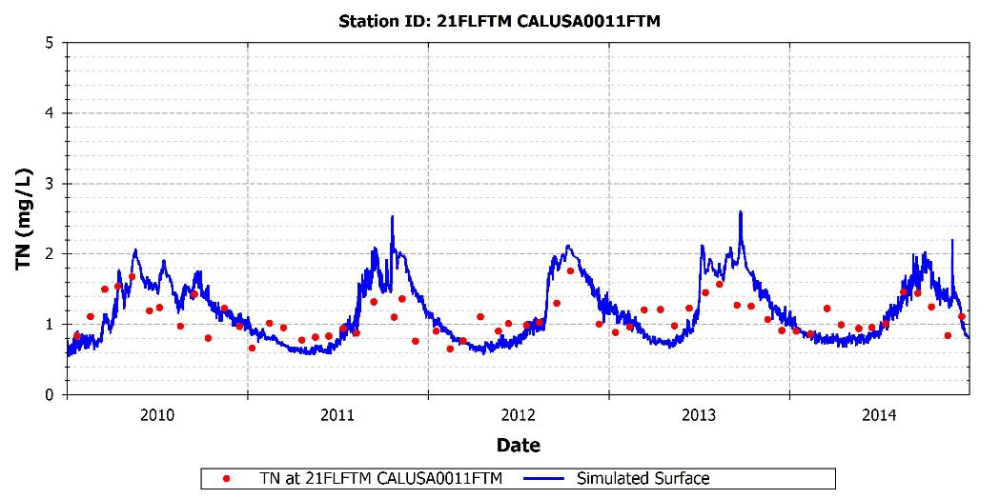 Station ID: 21FLFTM CALUSA0011FTM
5
4
3
2
1
0
TN (mg/L)
2010 2011 2012 2013 2014
Date
TN at 21FLFTM CALUSA0011FTM Simulated Surface